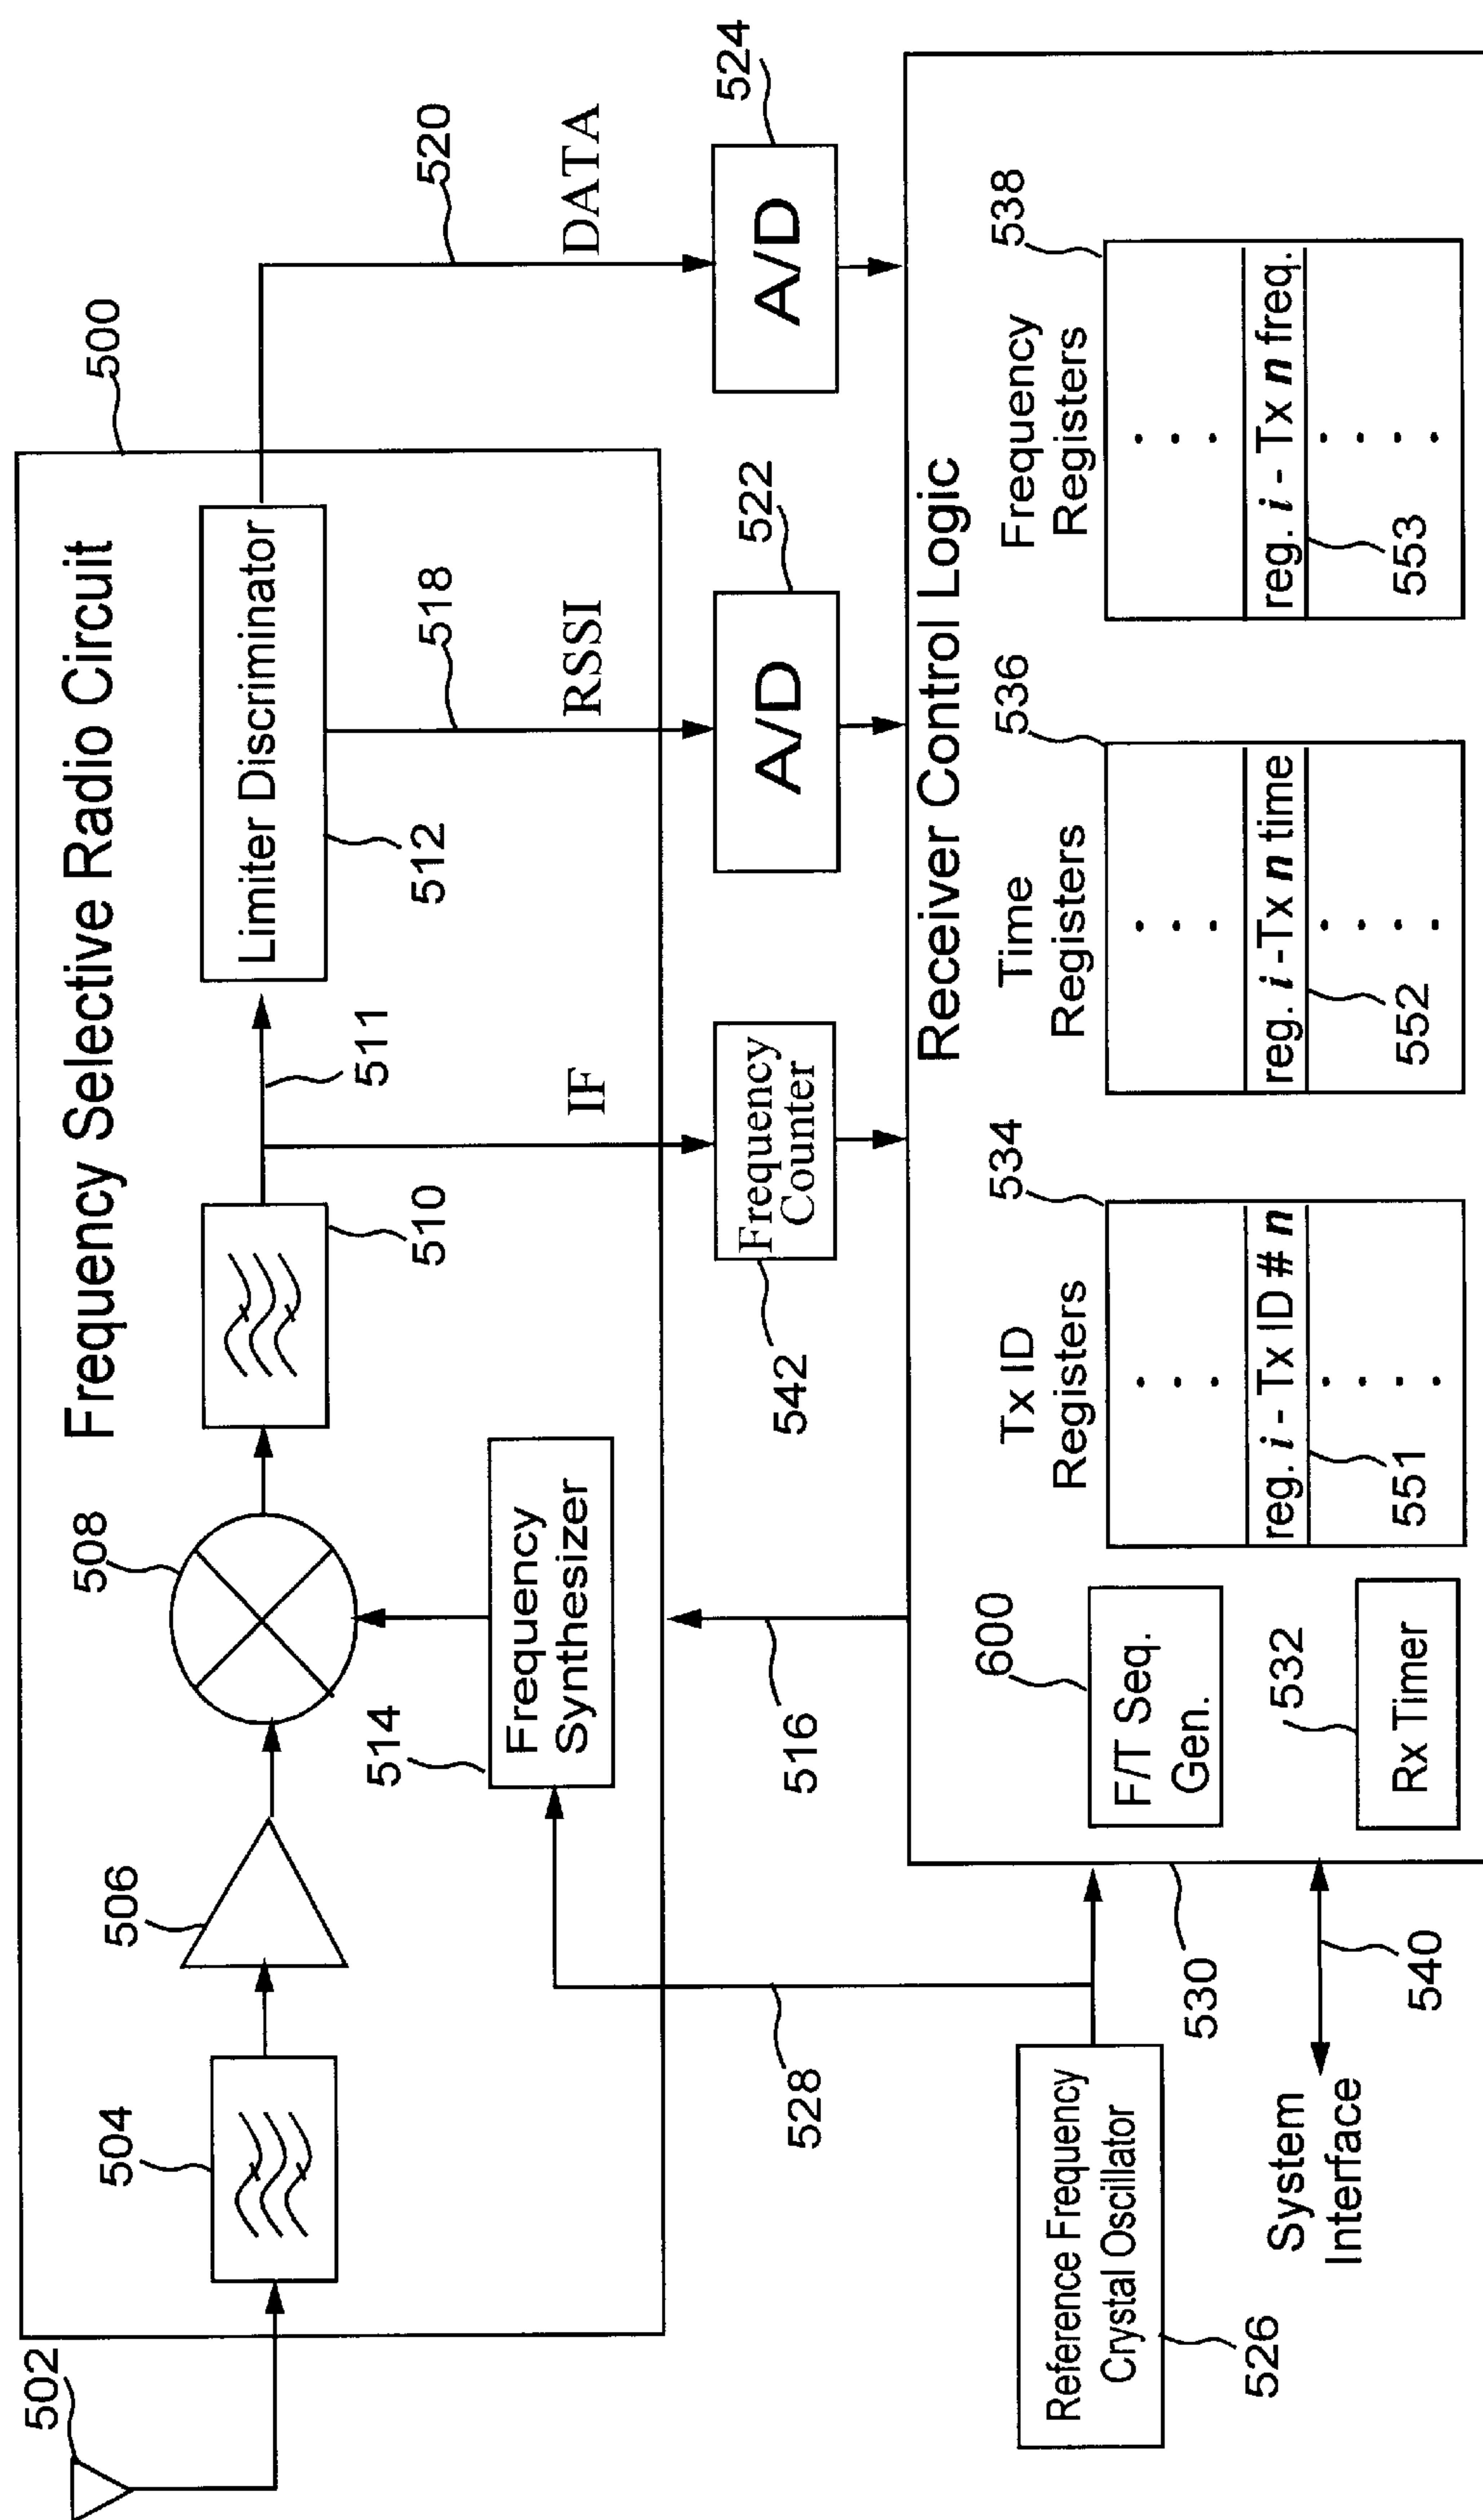 Frequency Selective Radio Circuit
500
502
504
506
508
510
511
Limiter Discriminator
512
514
Frequency
Synthesizer
516
518
RSSI
520
DATA
IF
528
542
Frequency
Counter
522
A/D
524
A/D
Receiver Control Logic
Reference Frequency
Crystal Oscillator
526
530
System
Interface
540
600
F/T Seq.
Gen.
532
Rx Timer
Tx ID
Registers
534
reg. i - Tx ID # n
551
Time
Registers
536
reg. i -Tx n time
552
Frequency
Registers
538
reg. i - Tx n freq.
553